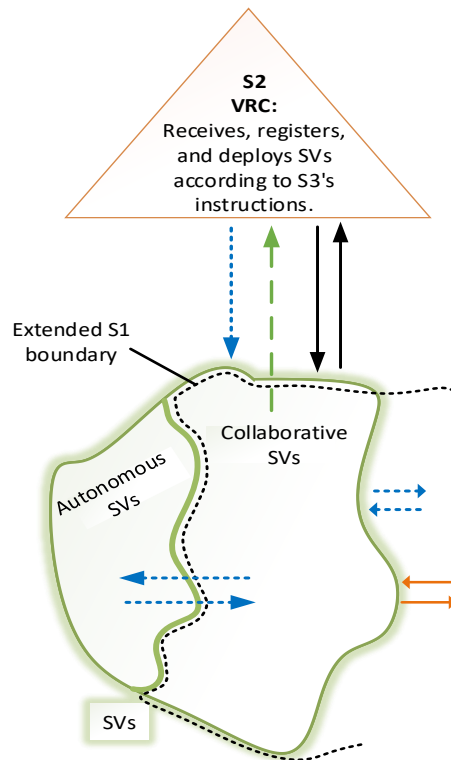 S2
VRC:
Receives, registers,
and deploys SVs
according to S3's
instructions.
Extended S1
boundary
Collaborative
SVs
Autonomous
SVs
SVs